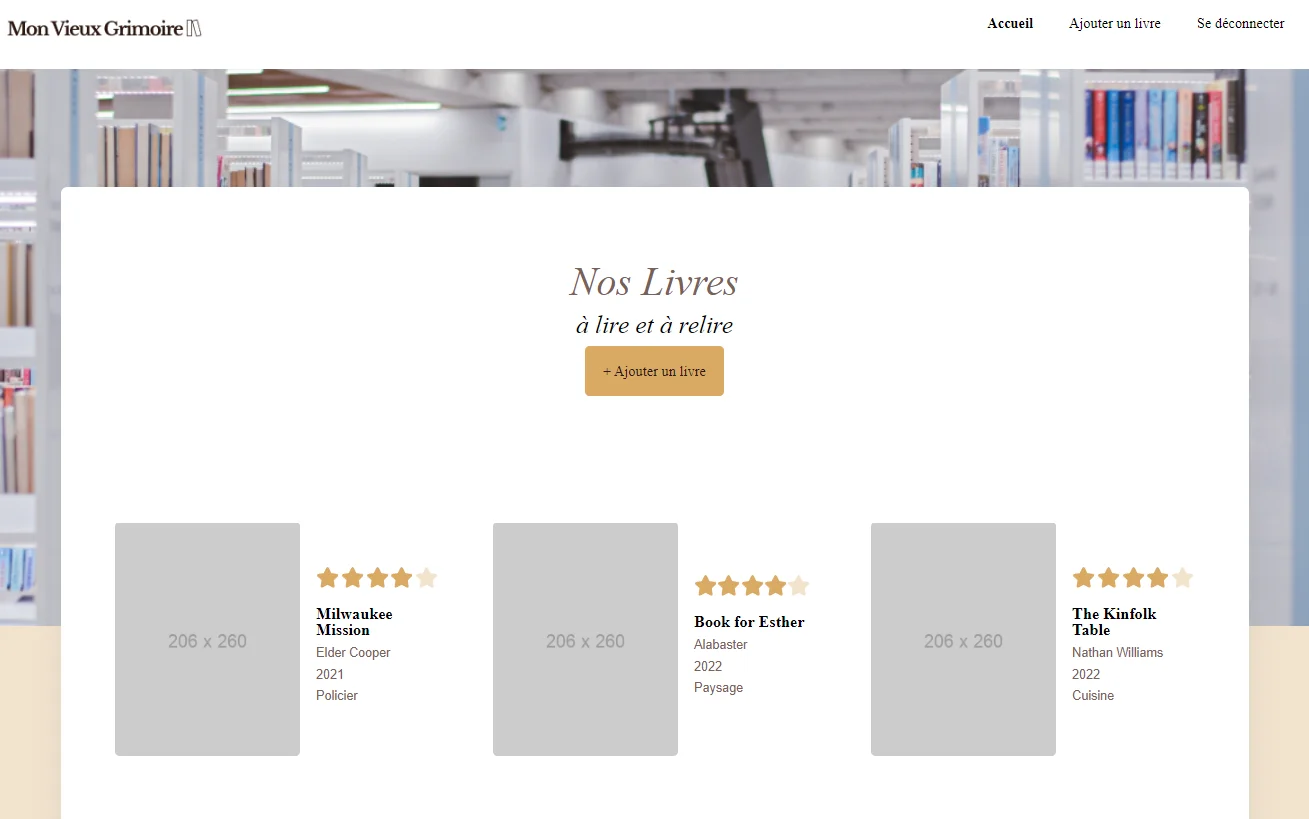 Mon Vieux Grimoire
Accueil
Ajouter un livre
Se déconnecter
Nos Livres
à lire et à relire
+ Ajouter un livre
206 x 260
Milwaukee
Mission
Elder Cooper
2021
Policier
206 x 260
Book for Esther
Alabaster
2022
Paysage
206 x 260
The Kinfolk
Table
Nathan Williams
2022
Cuisine